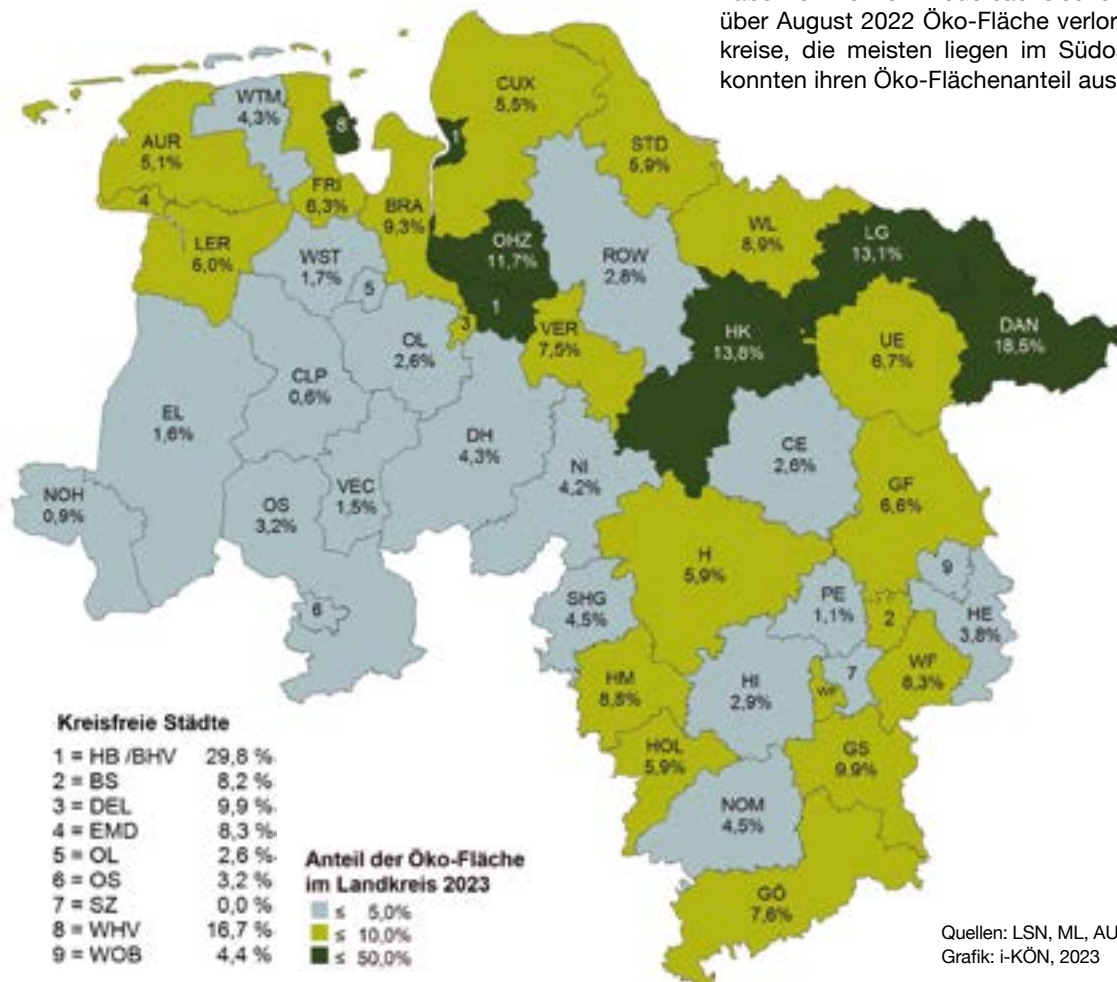 über August 2022 Öko-Fläche verlor
kreise, die meisten liegen im Südo
konnten ihren Öko-Flächenanteil aus
CUX
5,5%
WTM
4,3%
8
1
AUR
5,1%
STD
5,9%
4
FRI
6,3%
BRA
9,3%
WL
8,9%
LG
13,1%
LER
6,0%
OHZ
11,7%
WST
1,7%
ROW
2,8%
5
1
3
VER
7,5%
HK
13,8%
DAN
18,5%
UE
6,7%
OL
2,6%
CLP
0,6%
EL
1,6%
DH
4,3%
CE
2,6%
NI
4,2%
GF
6,6%
NOH
0,9%
OS
3,2%
VEC
1,5%
H
5,9%
9
6
SHG
4,5%
PE
1,1%
2
HE
3,8%
HM
8,8%
HI
2,9%
WF
7
WF
8,3%
HOL
5,9%
GS
9,9%
NOM
4,5%
GÖ
7,6%
Kreisfreie Städte
1 = HB /BHV 29,8 %
2 = BS 8,2 %
3 = DEL 9,9 %
4 = EMD 8,3 %
5 = OL 2,6 %
6 = OS 3,2 %
7 = SZ 0,0 %
8 = WHV 16,7 %
9 = WOB 4,4 %
Anteil der Öko-Fläche
im Landkreis 2023
≤ 5,0%
≤ 10,0%
≤ 50,0%
Quellen: LSN, ML, AU
Grafik: i-KÖN, 2023